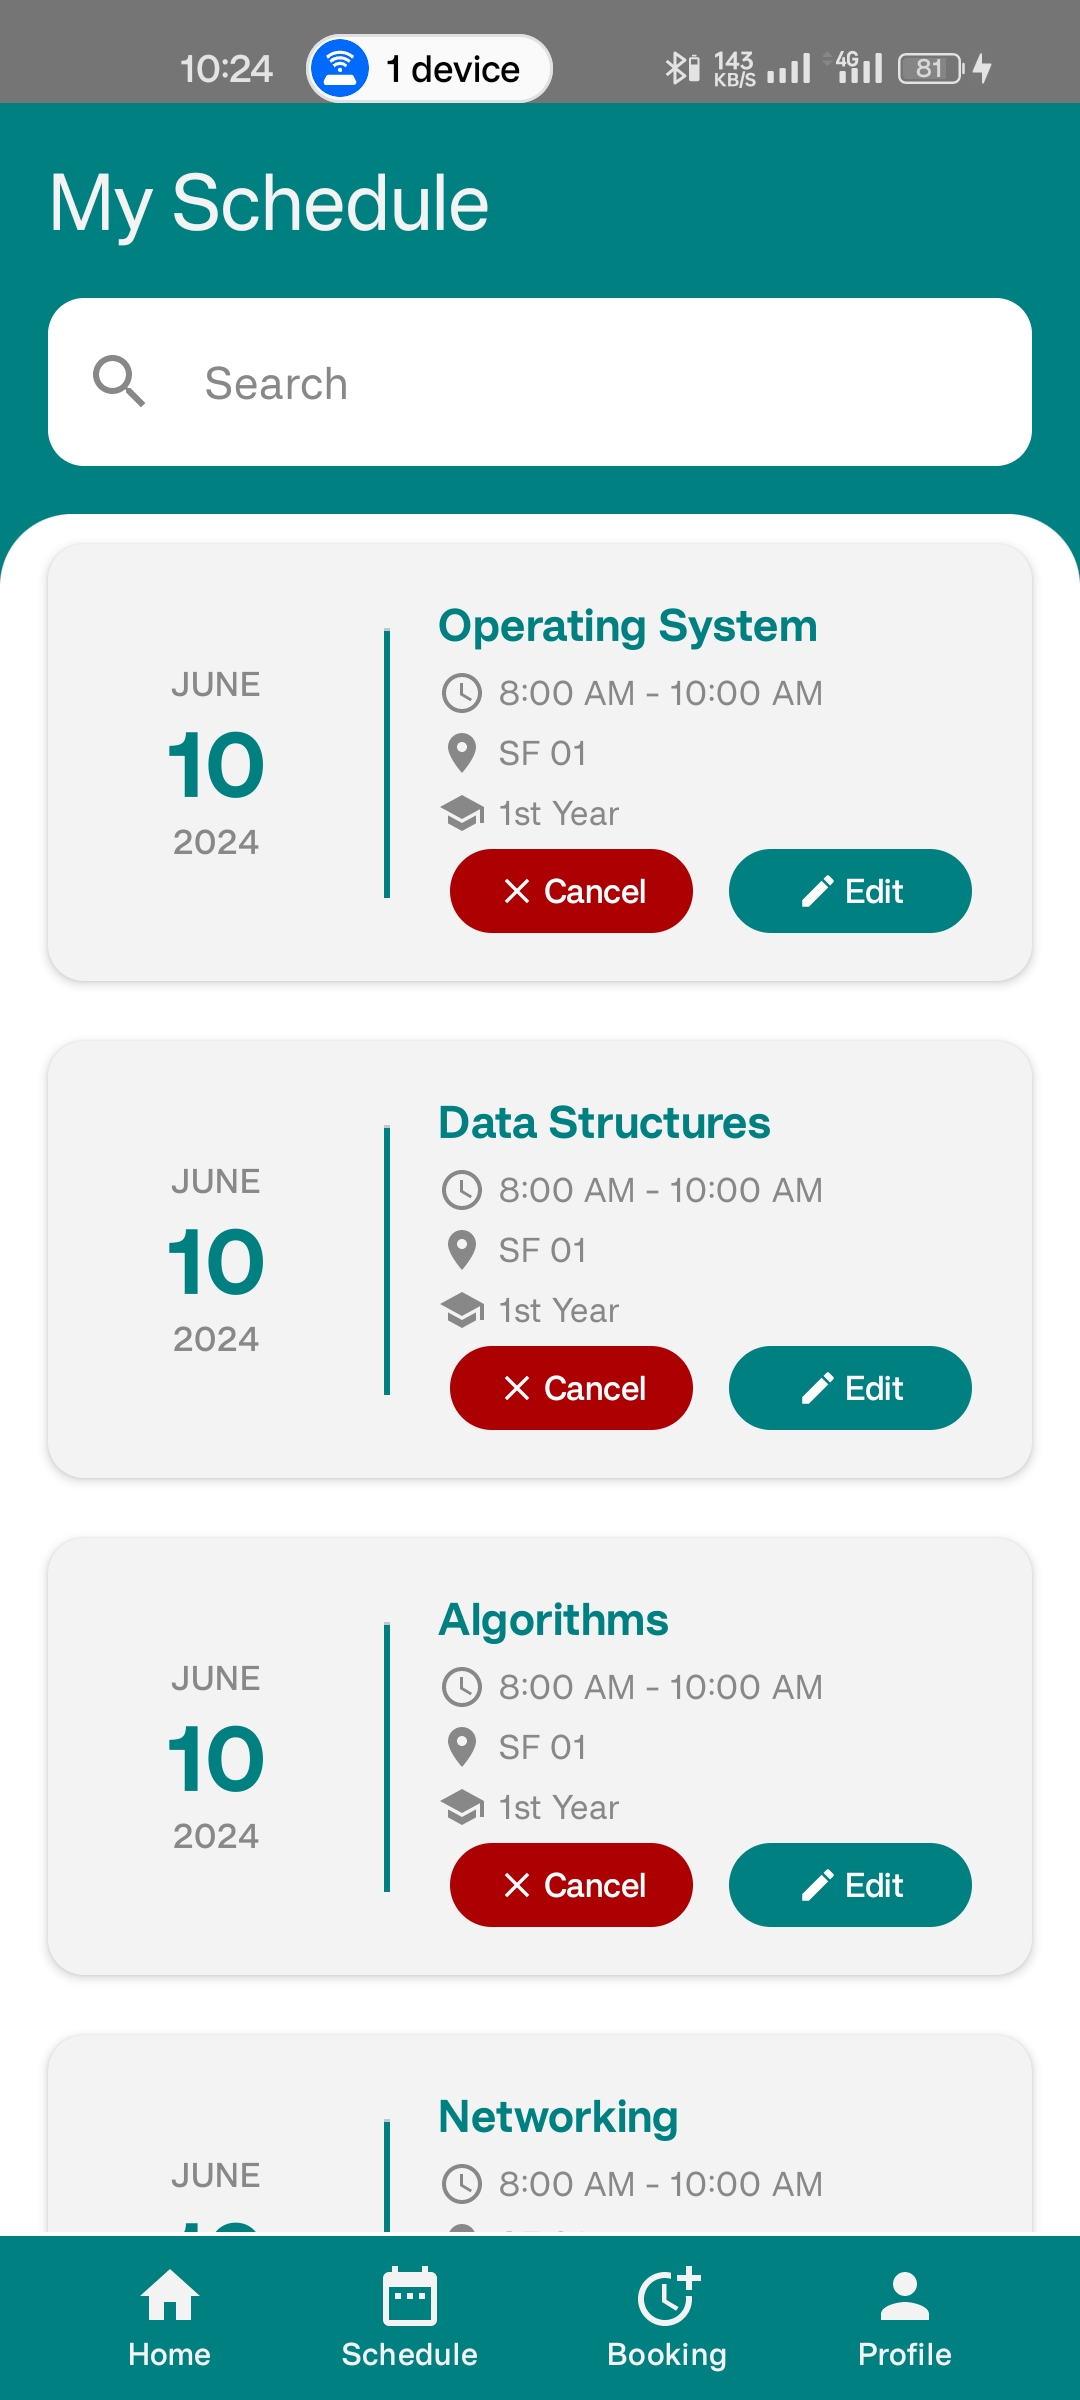 10:24
1 device
143
KB/S
4G
81
My Schedule
Search
Operating System
JUNE
10
2024
8:00 AM - 10:00 AM
SF 01
1st Year
Cancel
Edit
Data Structures
JUNE
10
2024
8:00 AM - 10:00 AM
SF 01
1st Year
Cancel
Edit
Algorithms
JUNE
10
2024
8:00 AM - 10:00 AM
SF 01
1st Year
Cancel
Edit
Networking
JUNE
8:00 AM - 10:00 AM
Home
Schedule
Booking
Profile